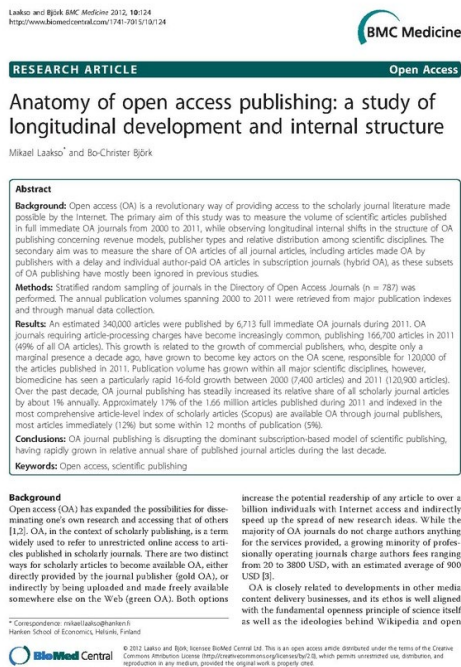 Laakso and Björk BMC Medicine 2012, 10:124
http://www.biomedcentral.com/1741-7015/10/124
BMC Medicine
RESEARCH ARTICLE
Open Access
Anatomy of open access publishing: a study of
longitudinal development and internal structure
Mikael Laakso* and Bo-Christer Björk
Abstract
Background: Open access (OA) is a revolutionary way of providing access to the scholarly journal literature made
possible by the Internet. The primary aim of this study was to measure the volume of scientific articles published
in full immediate OA journals from 2000 to 2011, while observing longitudinal internal shifts in the structure of OA
publishing concerning revenue models, publisher types and relative distribution among scientific disciplines. The
secondary aim was to measure the share of OA articles of all journal articles, including articles made OA by
publishers with a delay and individual author-paid OA articles in subscription journals (hybrid OA), as these subsets
of OA publishing have mostly been ignored in previous studies.
Methods: Stratified random sampling of journals in the Directory of Open Access Journals (n = 787) was
performed. The annual publication volumes spanning 2000 to 2011 were retrieved from major publication indexes
and through manual data collection.
Results: An estimated 340,000 articles were published by 6,713 full immediate OA journals during 2011. OA
journals requiring article-processing charges have become increasingly common, publishing 166,700 articles in 2011
(49% of all OA articles). This growth is related to the growth of commercial publishers, who, despite only a
marginal presence a decade ago, have grown to become key actors on the OA scene, responsible for 120,000 of
the articles published in 2011. Publication volume has grown within all major scientific disciplines, however,
biomedicine has seen a particularly rapid 16-fold growth between 2000 (7,400 articles) and 2011 (120,900 articles).
Over the past decade, OA journal publishing has steadily increased its relative share of all scholarly journal articles
by about 1% annually. Approximately 17% of the 1.66 million articles published during 2011 and indexed in the
most comprehensive article-level index of scholarly articles (Scopus) are available OA through journal publishers,
most articles immediately (12%) but some within 12 months of publication (5%).
Conclusions: OA journal publishing is disrupting the dominant subscription-based model of scientific publishing,
having rapidly grown in relative annual share of published journal articles during the last decade.
Keywords: Open access, scientific publishing
Background
Open access (OA) has expanded the possibilities for disse-
minating one's own research and accessing that of others
[1,2]. OA, in the context of scholarly publishing, is a term
widely used to refer to unrestricted online access to arti-
cles published in scholarly journals. There are two distinct
ways for scholarly articles to become available OA, either
directly provided by the journal publisher (gold OA), or
indirectly by being uploaded and made freely available
somewhere else on the Web (green OA). Both options
* Correspondence: mikael.laakso@hanken.fi
Hanken School of Economics, Helsinki, Finland
increase the potential readership of any article to over a
billion individuals with Internet access and indirectly
speed up the spread of new research ideas. While the
majority of OA journals do not charge authors anything
for the services provided, a growing minority of profes-
sionally operating journals charge authors fees ranging
from 20 to 3800 USD, with an estimated average of 900
USD [3].
OA is closely related to developments in other media
content delivery businesses, and its ethos is well aligned
with the fundamental openness principle of science itself
as well as the ideologies behind Wikipedia and open
BioMed Central
© 2012 Laakso and Björk; licensee BioMed Central Ltd. This is an open access article distributed under the terms of the Creative
Commons Attribution License (http://creativecommons.org/licenses/by/2.0), which permits unrestricted use, distribution, and
reproduction in any medium, provided the original work is properly cited.